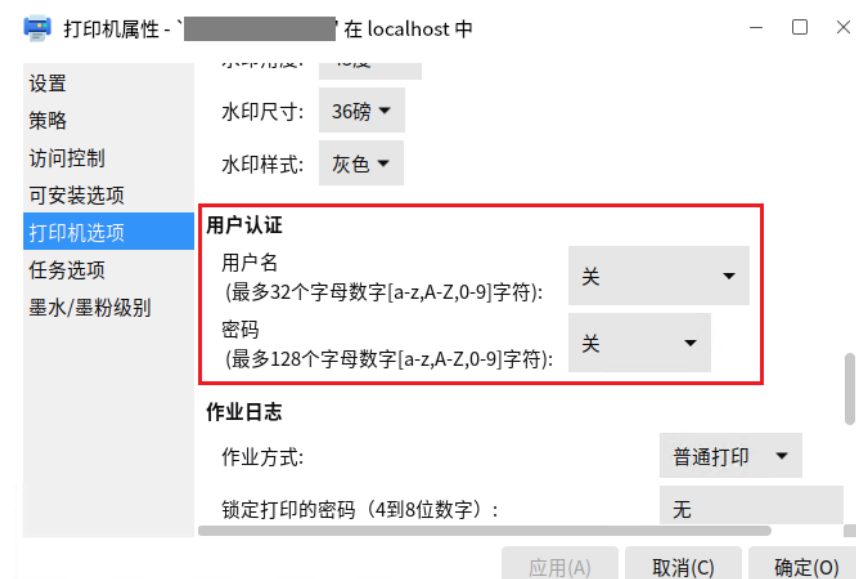 打印机属性 - ` ' 在 localhost 中
设置
策略
访问控制
可安装选项
打印机选项
任务选项
墨水/墨粉级别
水印尺寸: 36磅
水印样式: 灰色
用户认证
用户名
(最多32个字母数字[a-z,A-Z,0-9]字符): 关
密码
(最多128个字母数字[a-z,A-Z,0-9]字符): 关
作业日志
作业方式: 普通打印
锁定打印的密码（4到8位数字）: 无
应用(A) 取消(C) 确定(O)